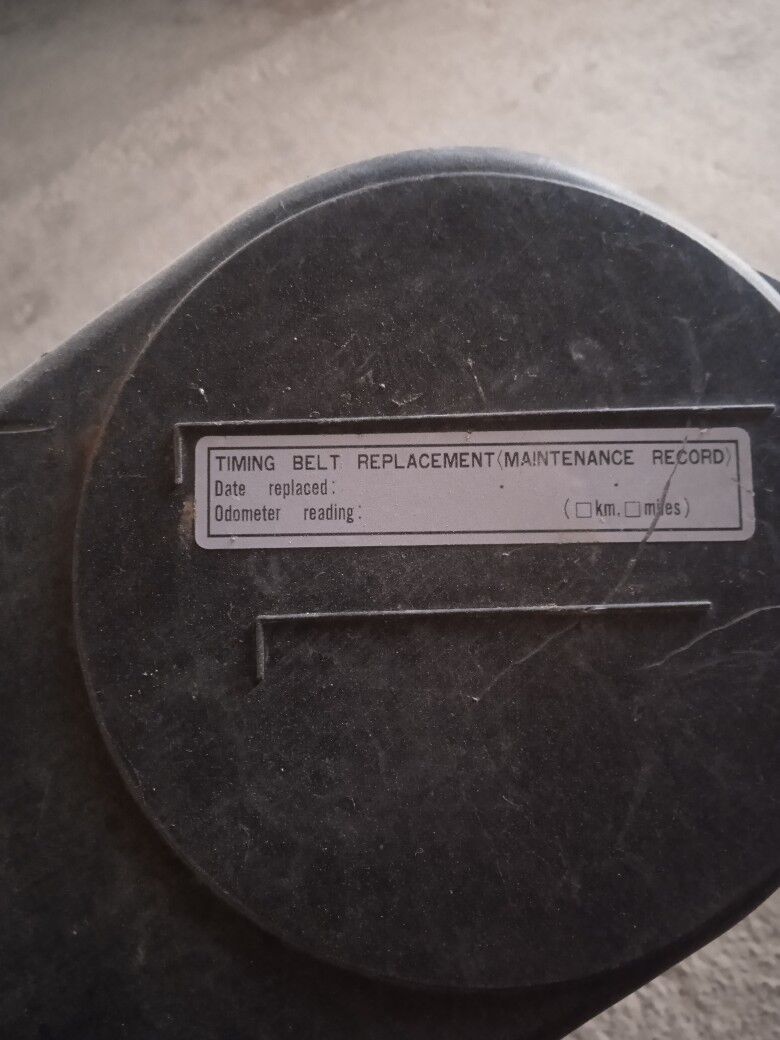 TIMING BELT REPLACEMENT (MAINTENANCE RECORD)
Date replaced:
Odometer reading: (□km, □miles)